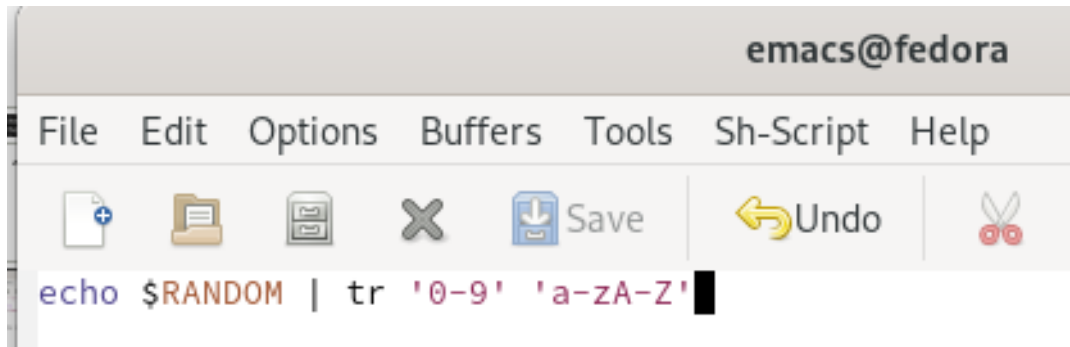 emacs@fedora
File Edit Options Buffers Tools Sh-Script Help
Save Undo
echo $RANDOM | tr '0-9' 'a-zA-Z'